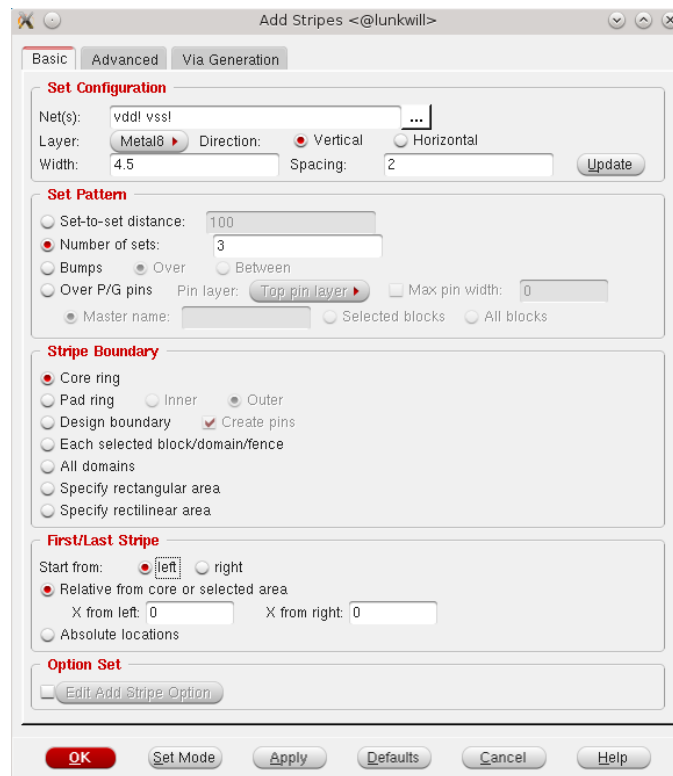 Add Stripes <@lunkwill>
Basic Advanced Via Generation
Set Configuration
Net(s): vdd! vss! ...
Layer: Metal8 Direction: Vertical Horizontal
Width: 4.5 Spacing: 2 Update
Set Pattern
Set-to-set distance: 100
Number of sets: 3
Bumps Over Between
Over P/G pins Pin layer: Top pin layer Max pin width: 0
Master name: Selected blocks All blocks
Stripe Boundary
Core ring
Pad ring Inner Outer
Design boundary Create pins
Each selected block/domain/fence
All domains
Specify rectangular area
Specify rectilinear area
First/Last Stripe
Start from: left right
Relative from core or selected area
X from left: 0 X from right: 0
Absolute locations
Option Set
Edit Add Stripe Option
OK Set Mode Apply Defaults Cancel Help